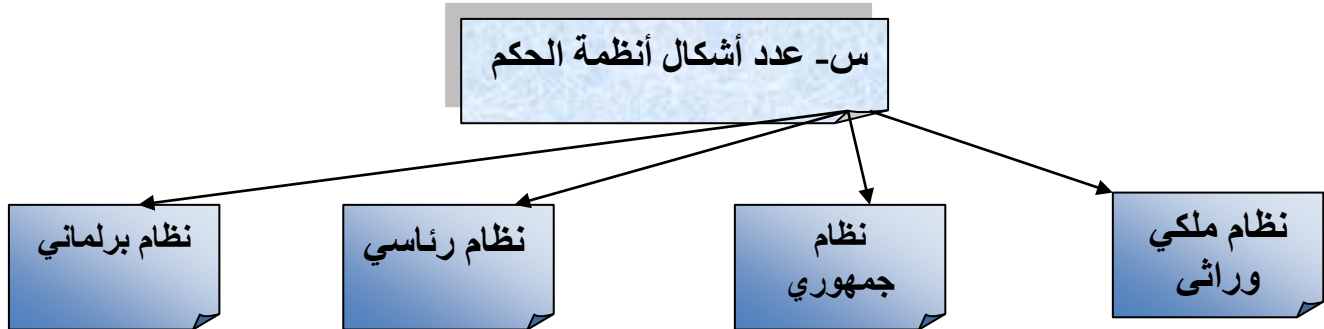 س- عدد أشكال أنظمة الحكم
نظام ملكي
وراثى
نظام
جمهوري
نظام رئاسي
نظام برلماني